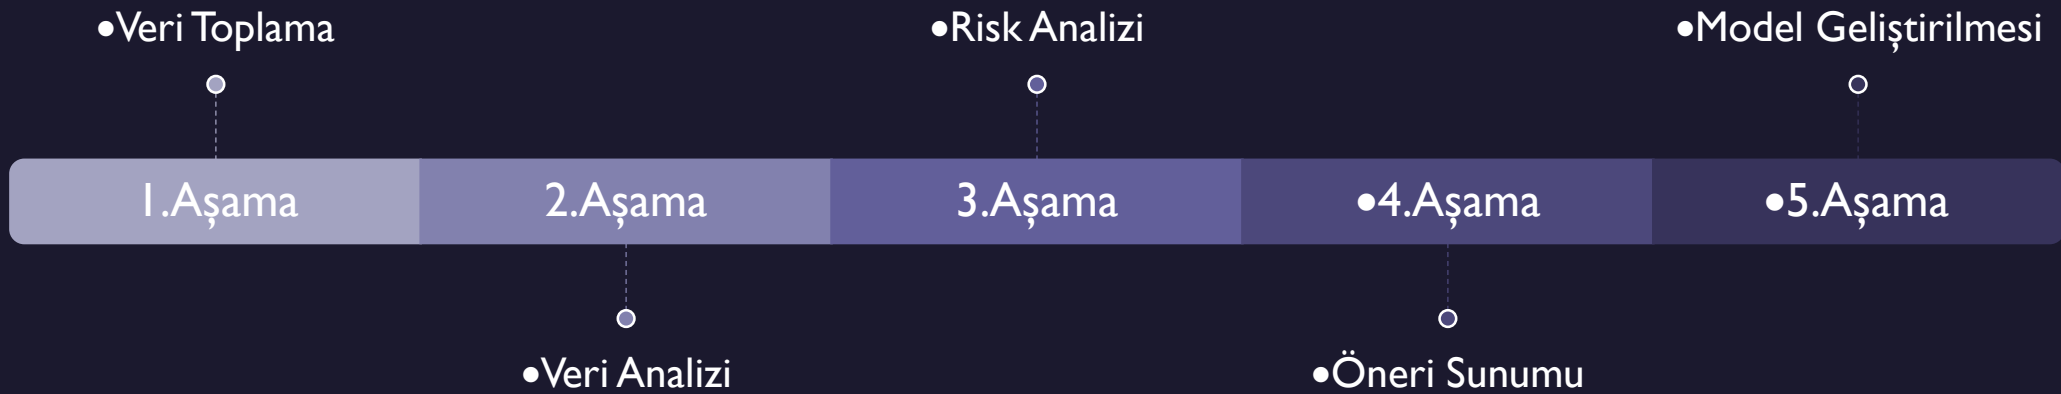 •Veri Toplama
•Risk Analizi
•Model Geliştirilmesi
1.Aşama
2.Aşama
3.Aşama
•4.Aşama
•5.Aşama
•Veri Analizi
•Öneri Sunumu